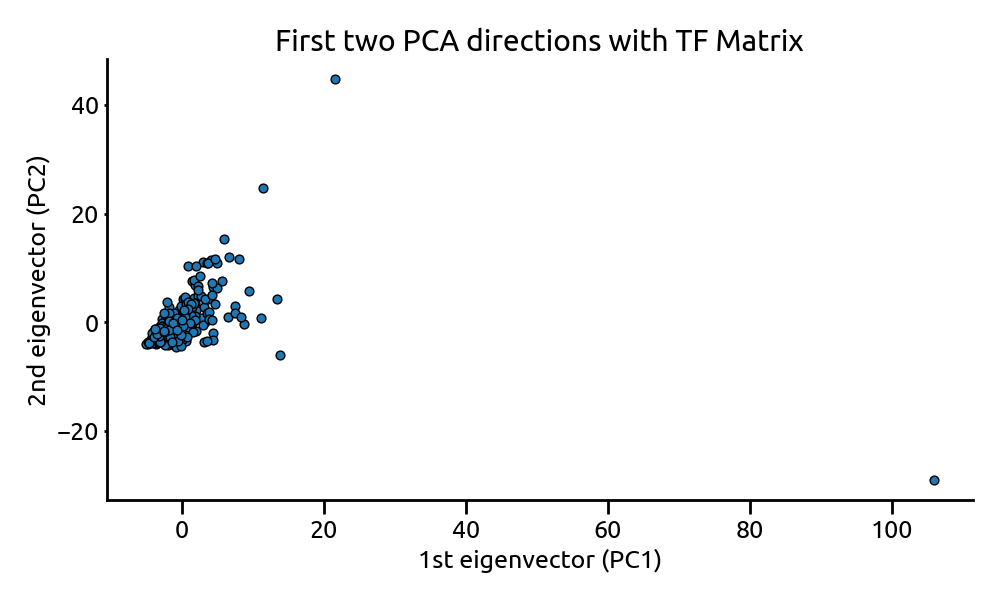 First two PCA directions with TF Matrix
2nd eigenvector (PC2)
40
20
0
−20
0 20 40 60 80 100
1st eigenvector (PC1)